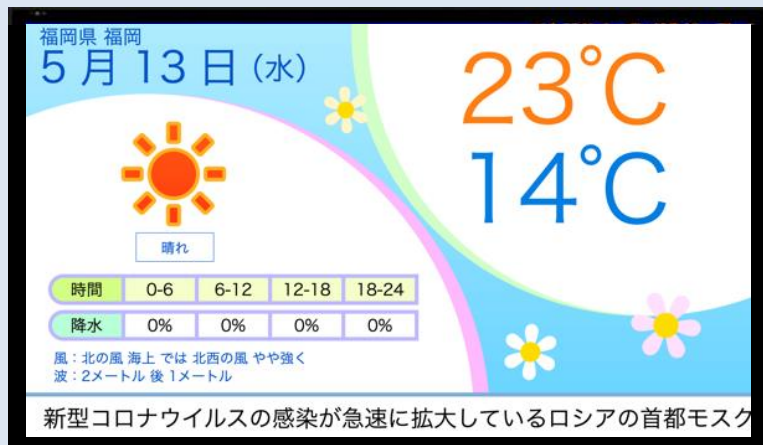 福岡県 福岡
5月13日(水)
23℃
14℃
晴れ
時間 0-6 6-12 12-18 18-24
降水 0% 0% 0% 0%
風:北の風 海上 では 北西の風 やや強く
波:2メートル 後 1メートル
新型コロナウイルスの感染が急速に拡大しているロシアの首都モスク